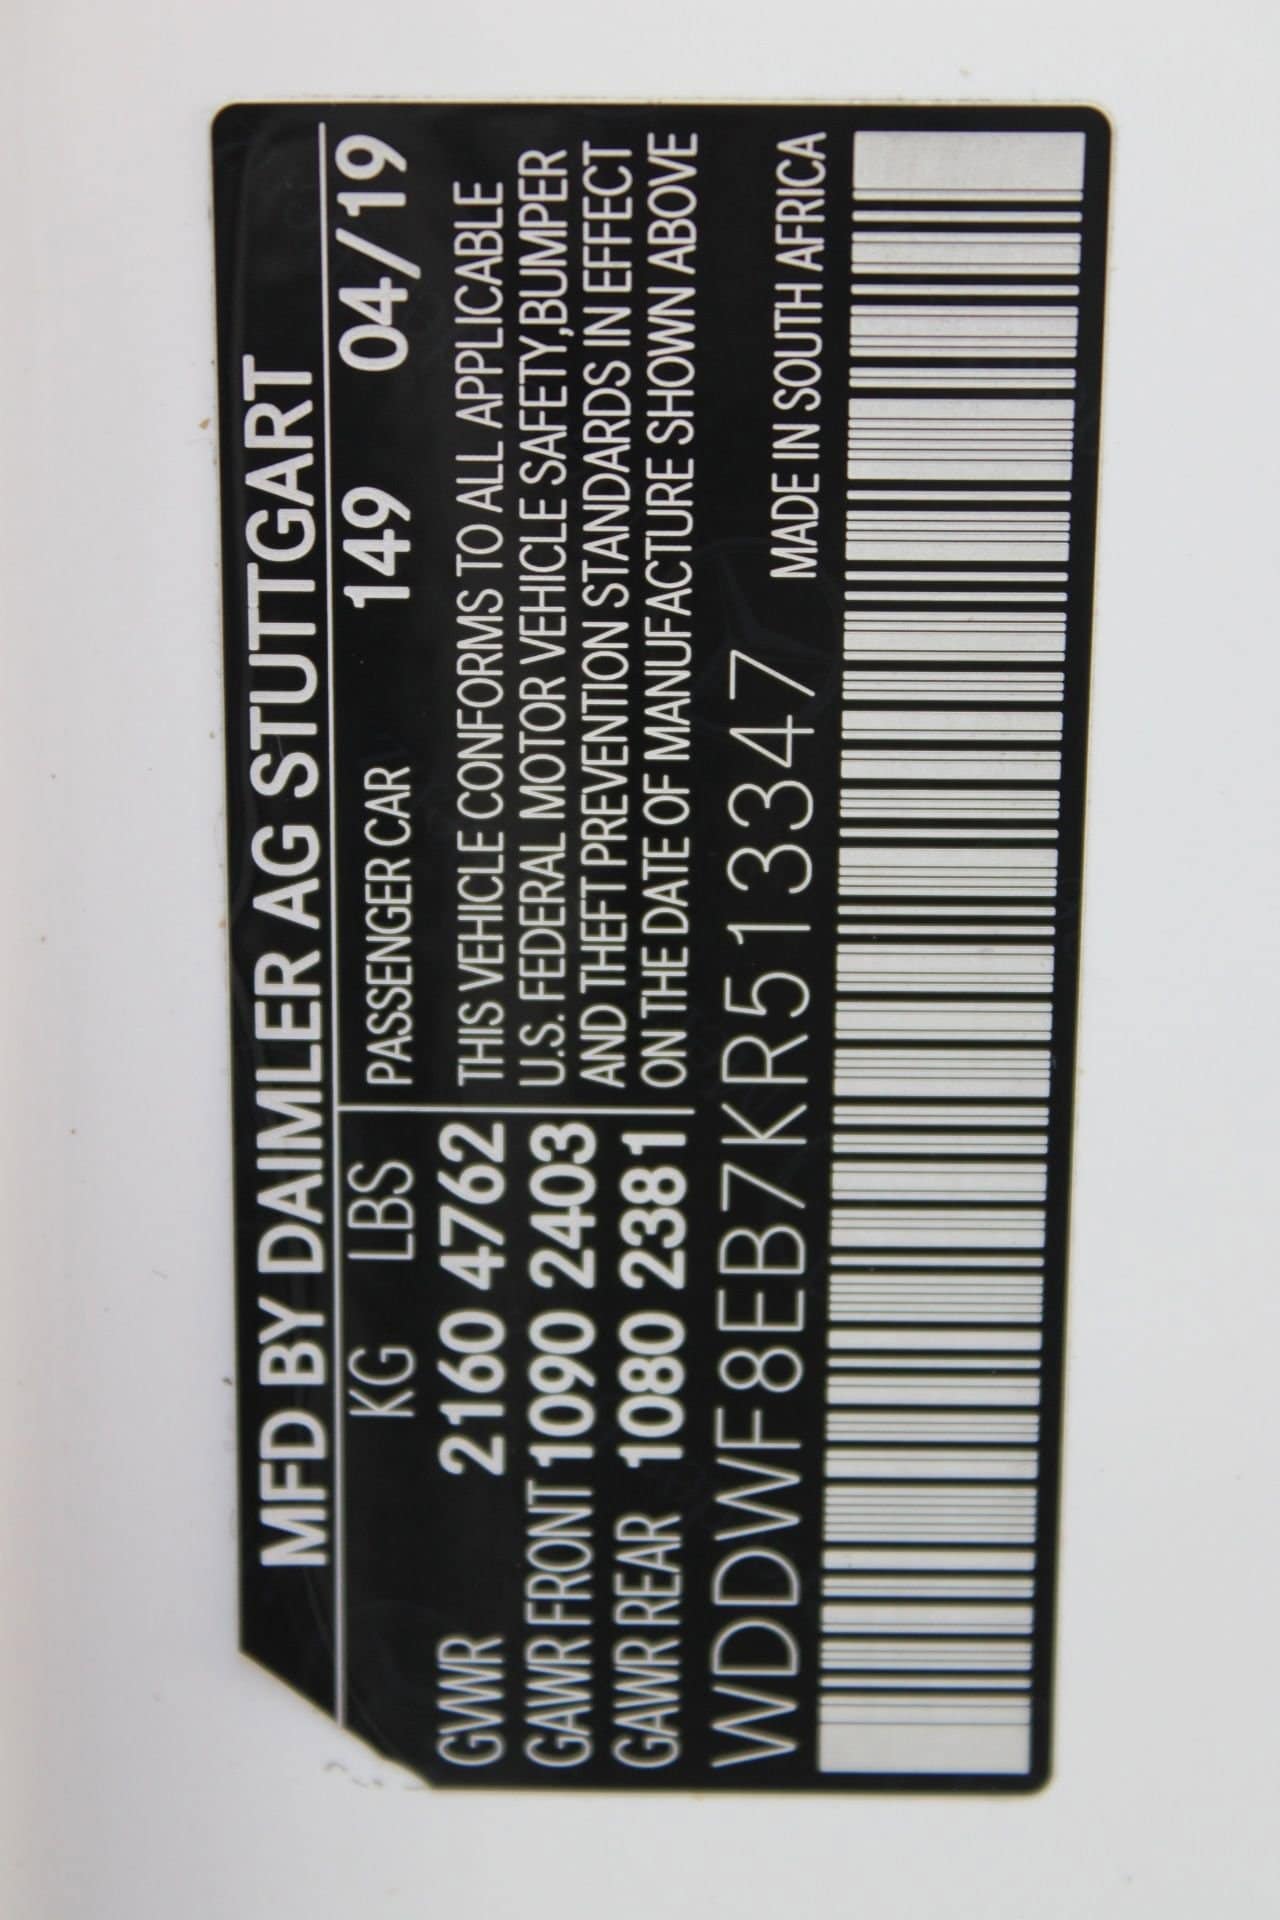 MFD BY DAIMLER AG STUTTGART
KG LBS PASSENGER CAR 149 04/19
GVWR 2160 4762 THIS VEHICLE CONFORMS TO ALL APPLICABLE
GAWR FRONT 1090 2403 U.S. FEDERAL MOTOR VEHICLE SAFETY,BUMPER
AND THEFT PREVENTION STANDARDS IN EFFECT
GAWR REAR 1080 2381 ON THE DATE OF MANUFACTURE SHOWN ABOVE
WDDWF8EB7KR513347 MADE IN SOUTH AFRICA